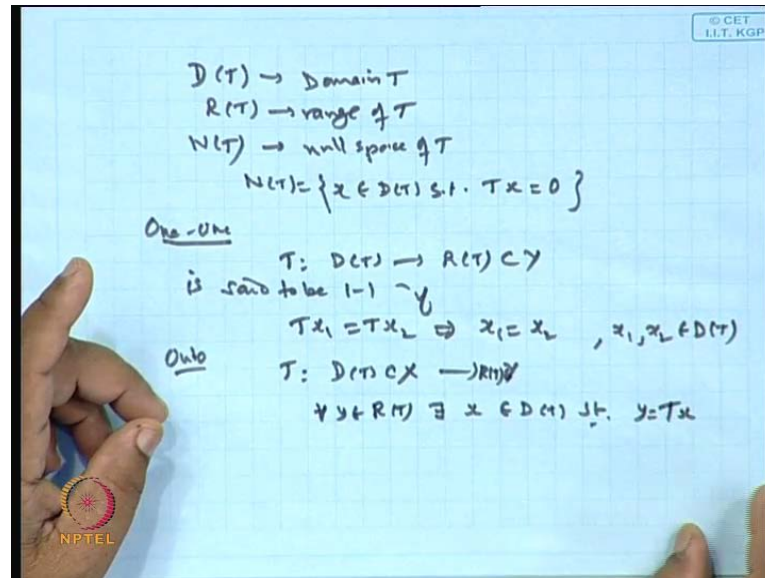 © CET
I.I.T. KGP
D(T) → Domain T
R(T) → range of T
N(T) → null space of T
N(T) = { x ∈ D(T) s.t. Tx = 0 }
One-one
T: D(T) → R(T) ⊂ Y
is said to be 1-1 if
Tx₁ = Tx₂ ⇒ x₁ = x₂ , x₁, x₂ ∈ D(T)
Onto T: D(T) ⊂ X → R(T)
∀ y ∈ R(T) ∃ x ∈ D(T) s.t. y = Tx
NPTEL